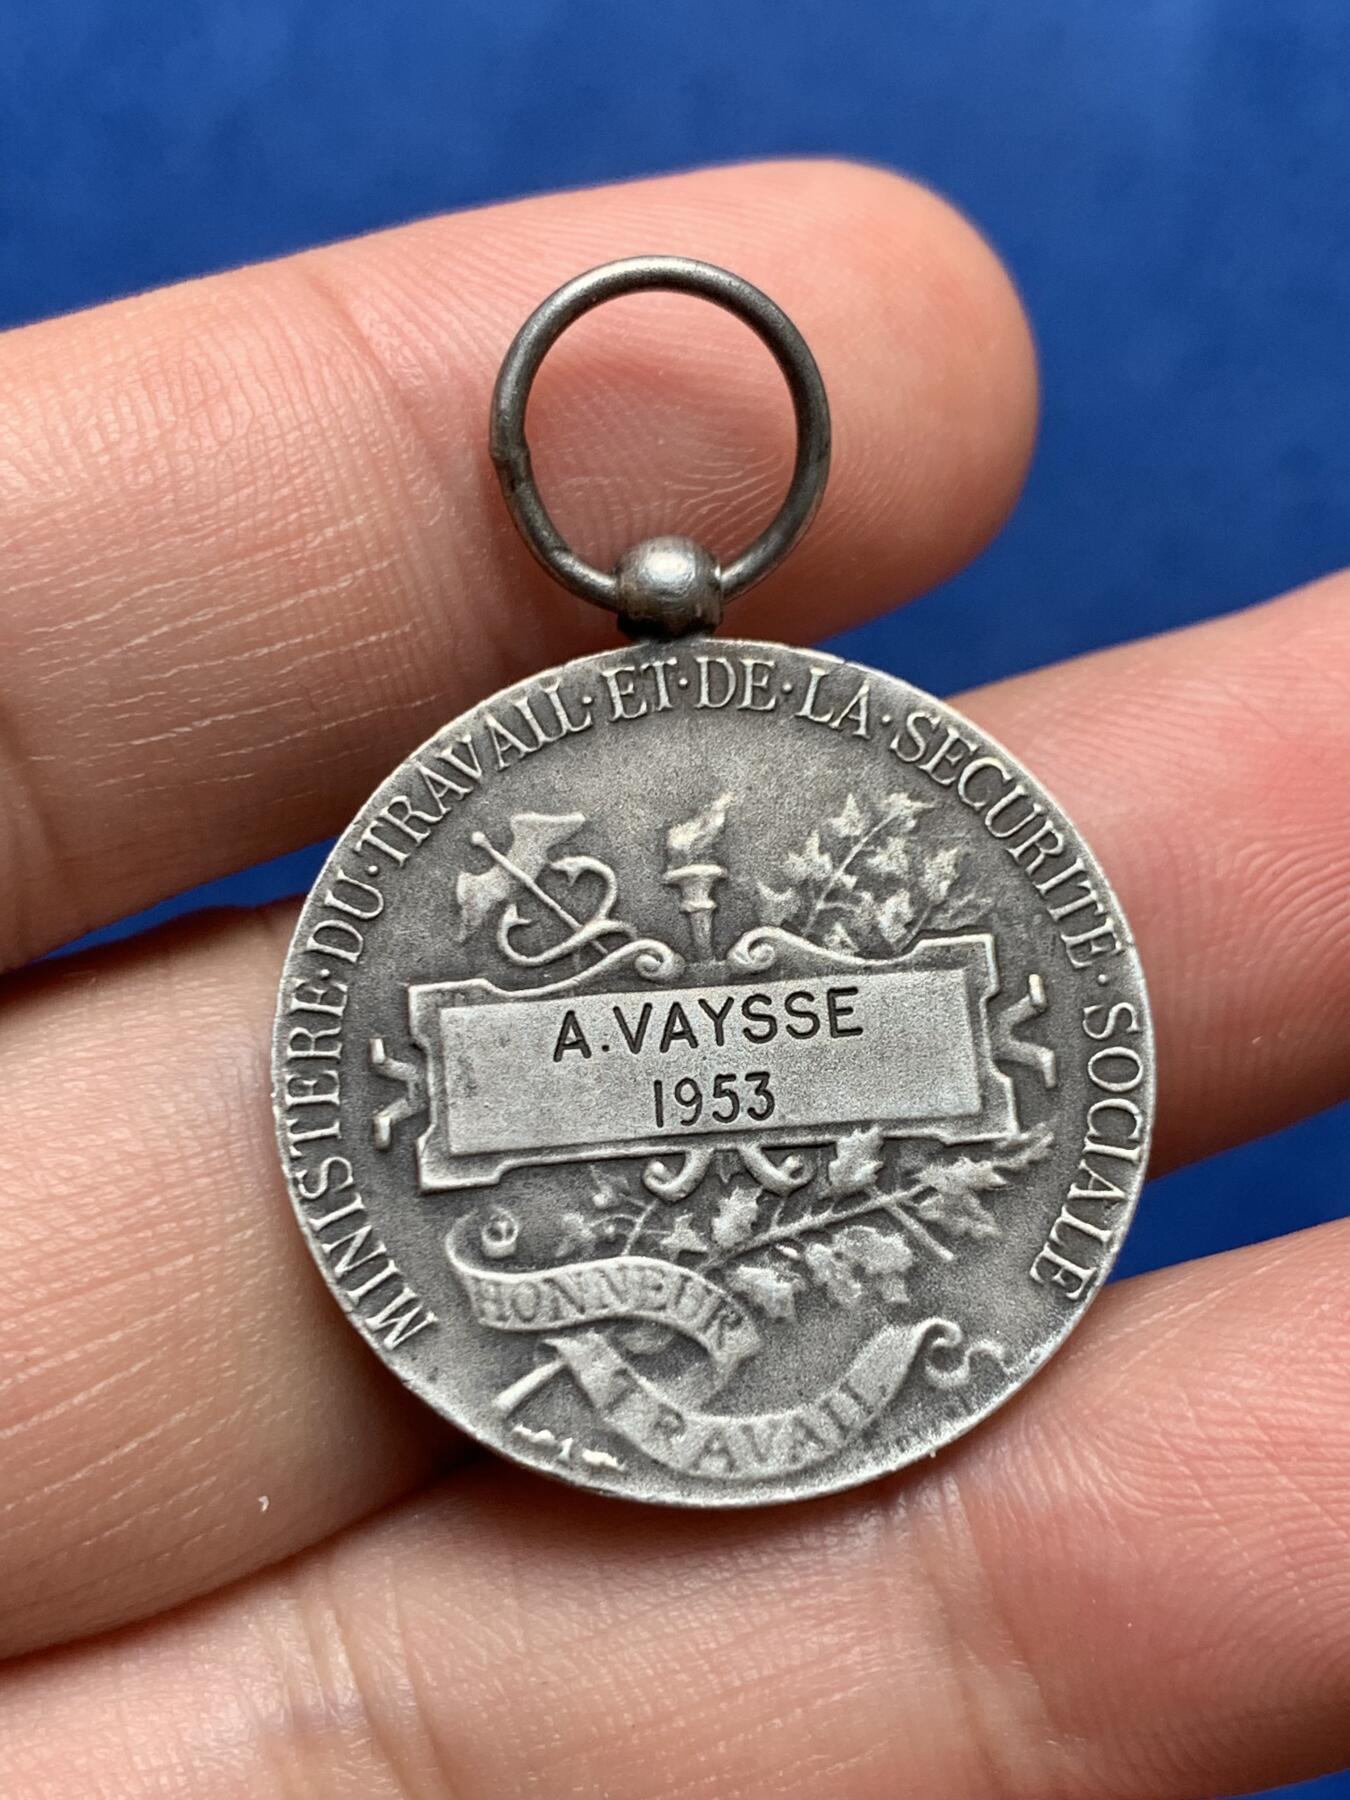 MINISTERE·DU·TRAVAIL·ET·DE·LA·SECURITE·SOCIALE
A.VAYSSE
1953
HONNEUR
TRAVAIL